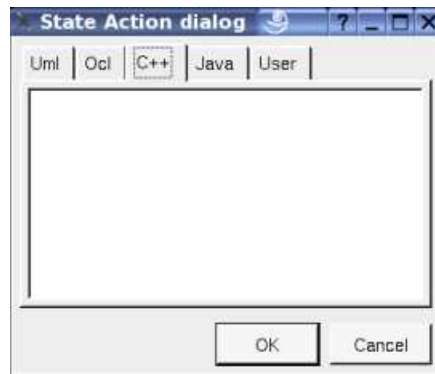 State Action dialog ?
Uml Ocl C++ Java User
OK Cancel